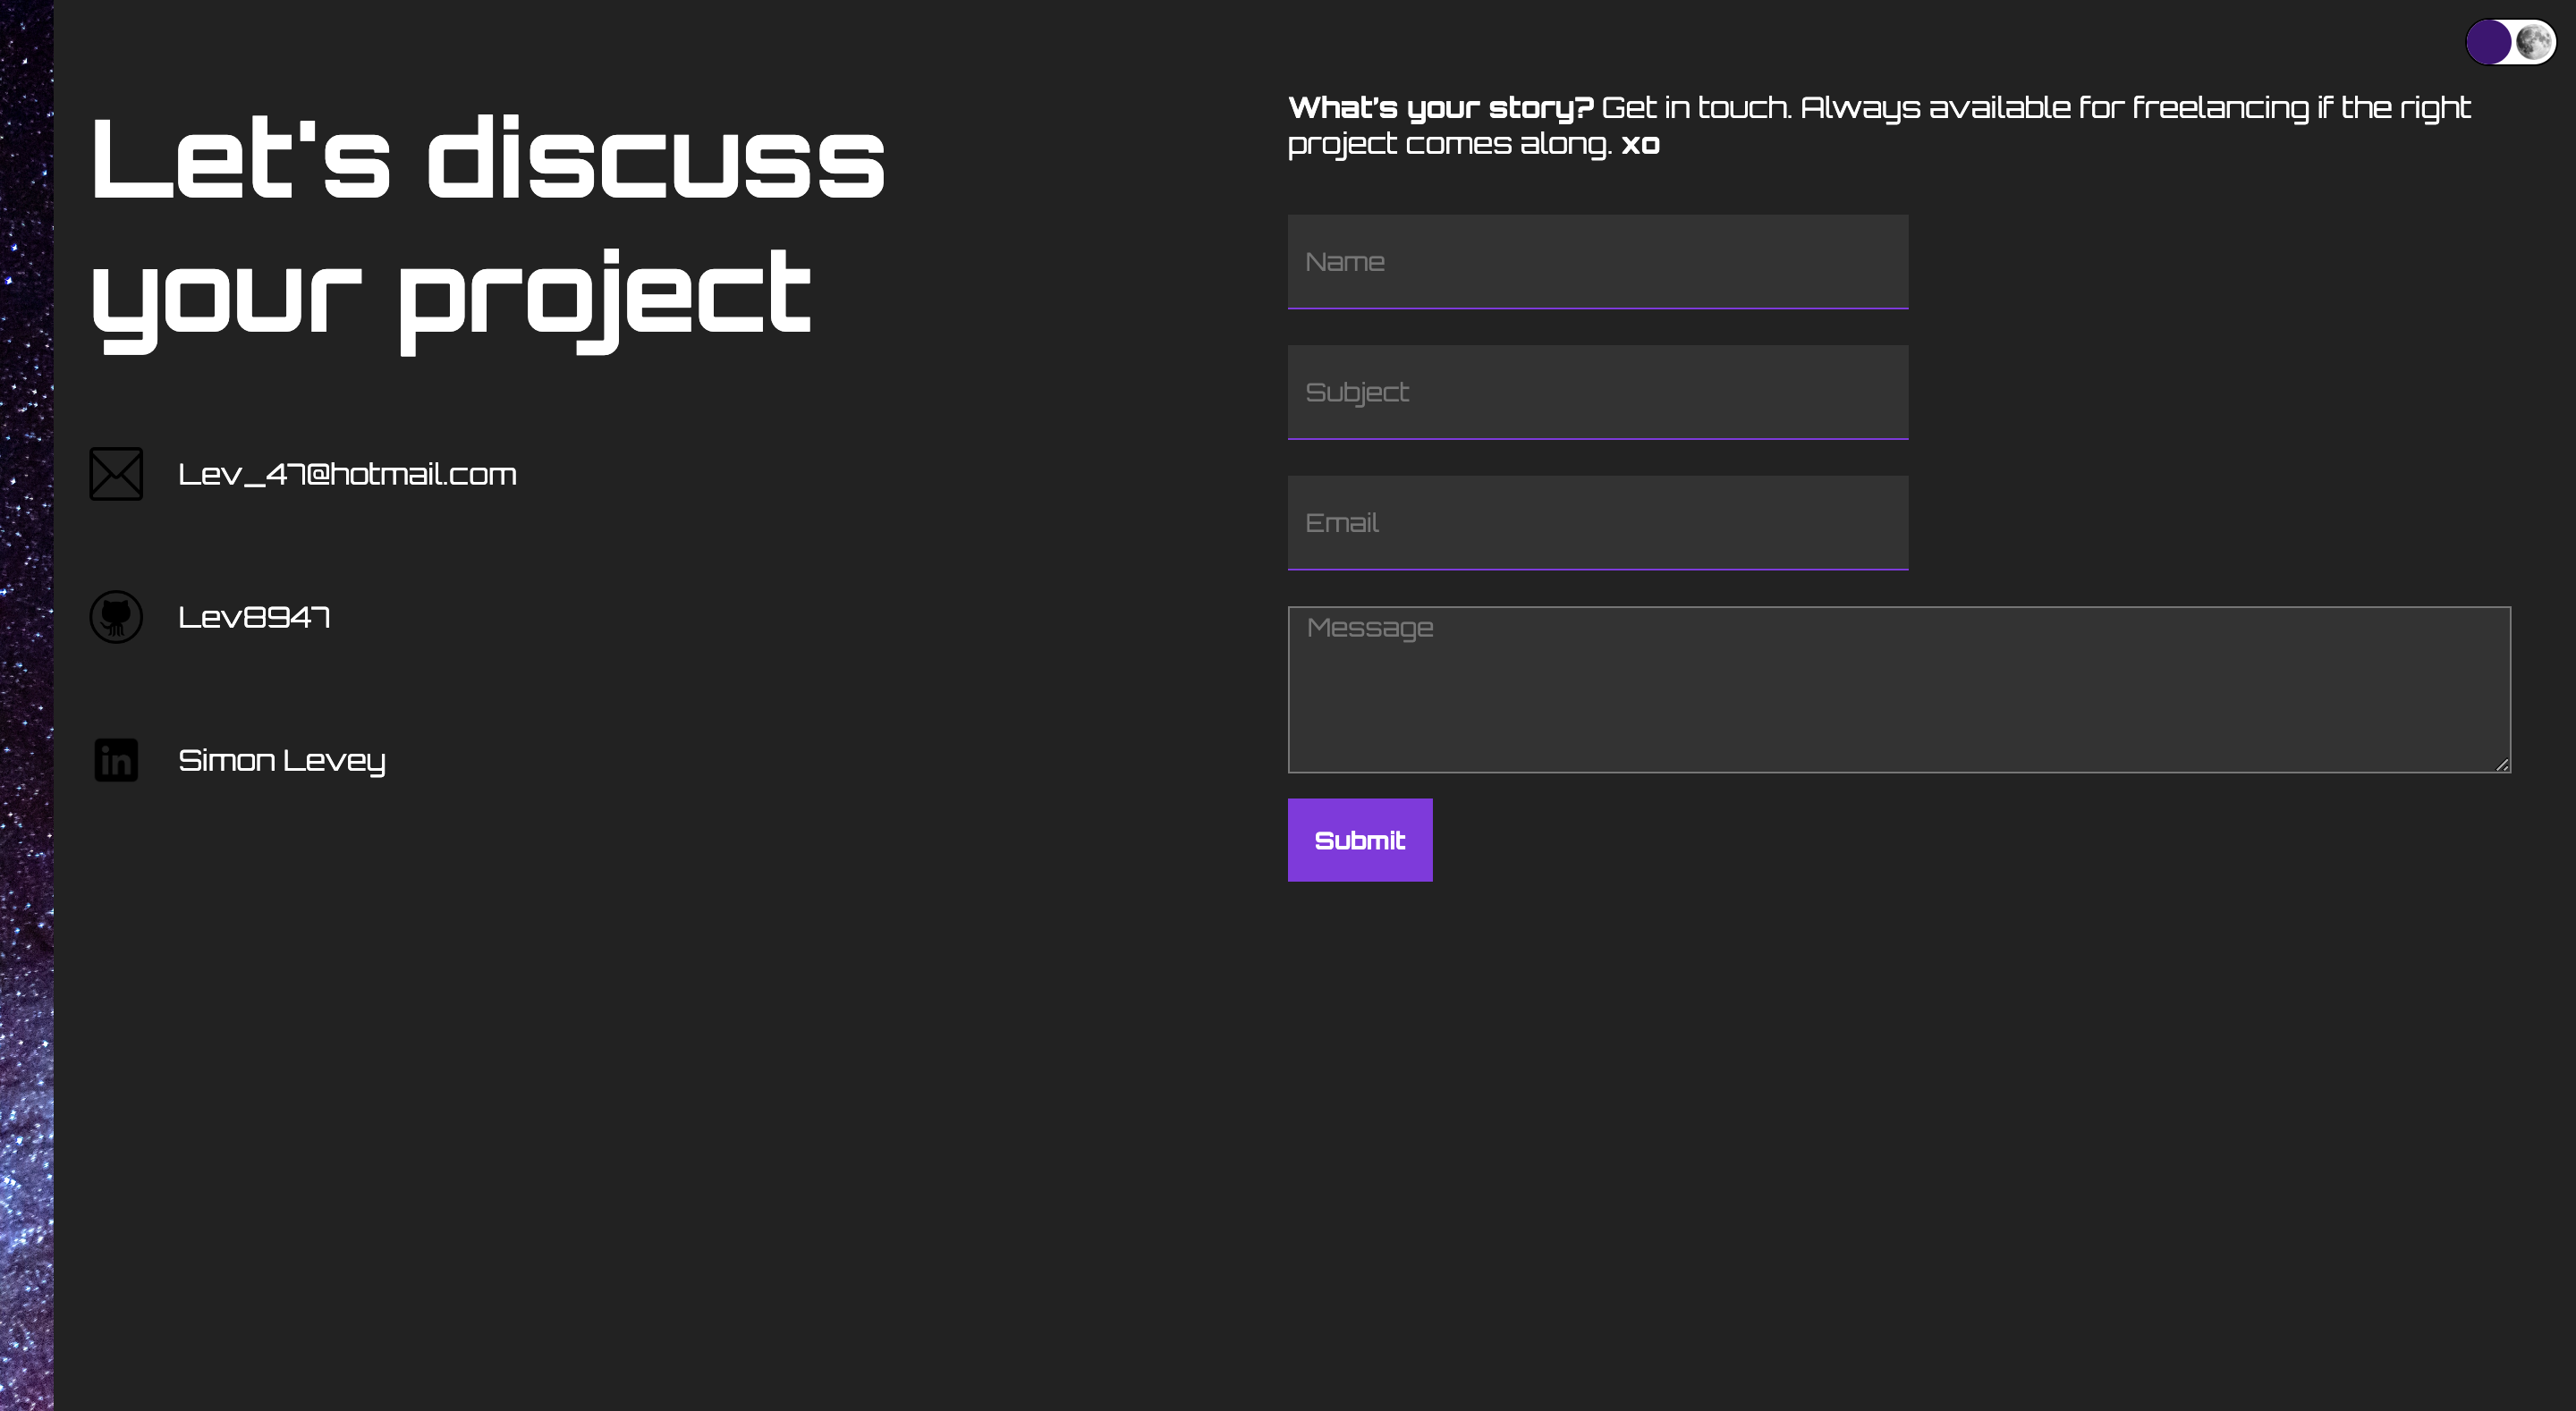 Let's discuss
your project
Lev_47@hotmail.com
Lev8947
in
Simon Levey
What's your story? Get in touch. Always available for freelancing if the right
project comes along. xo
Name
Subject
Email
Message
Submit